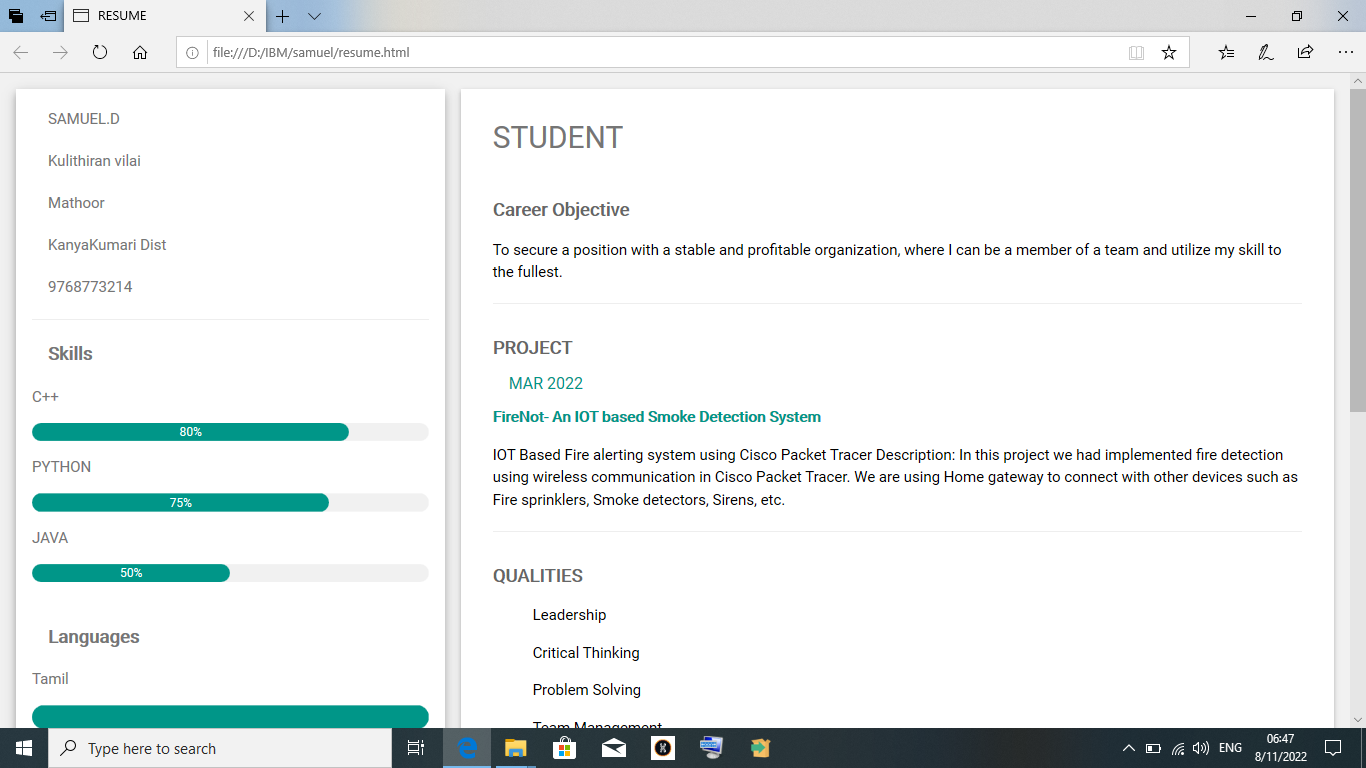 RESUME
file:///D:/IBM/samuel/resume.html
SAMUEL.D
Kulithiran vilai
Mathoor
KanyaKumari Dist
9768773214
Skills
C++
80%
PYTHON
75%
JAVA
50%
Languages
Tamil
STUDENT
Career Objective
To secure a position with a stable and profitable organization, where I can be a member of a team and utilize my skill to
the fullest.
PROJECT
MAR 2022
FireNot- An IOT based Smoke Detection System
IOT Based Fire alerting system using Cisco Packet Tracer Description: In this project we had implemented fire detection
using wireless communication in Cisco Packet Tracer. We are using Home gateway to connect with other devices such as
Fire sprinklers, Smoke detectors, Sirens, etc.
QUALITIES
Leadership
Critical Thinking
Problem Solving
Team Management
Type here to search
ENG
06:47
8/11/2022